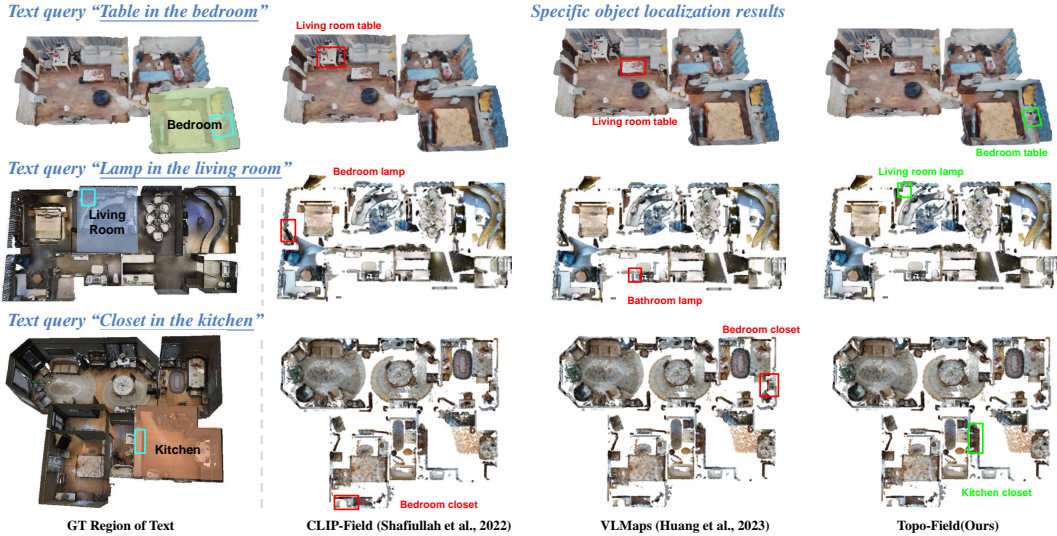 Text query “Table in the bedroom”
Specific object localization results
Living room table
Bedroom
Living room table
Bedroom table
Text query “Lamp in the living room”
Bedroom lamp
Living room lamp
Living
Room
Bathroom lamp
Text query “Closet in the kitchen”
Bedroom closet
Kitchen
Bedroom closet
Kitchen closet
GT Region of Text
CLIP-Field (Shafiullah et al., 2022)
VLMaps (Huang et al., 2023)
Topo-Field(Ours)